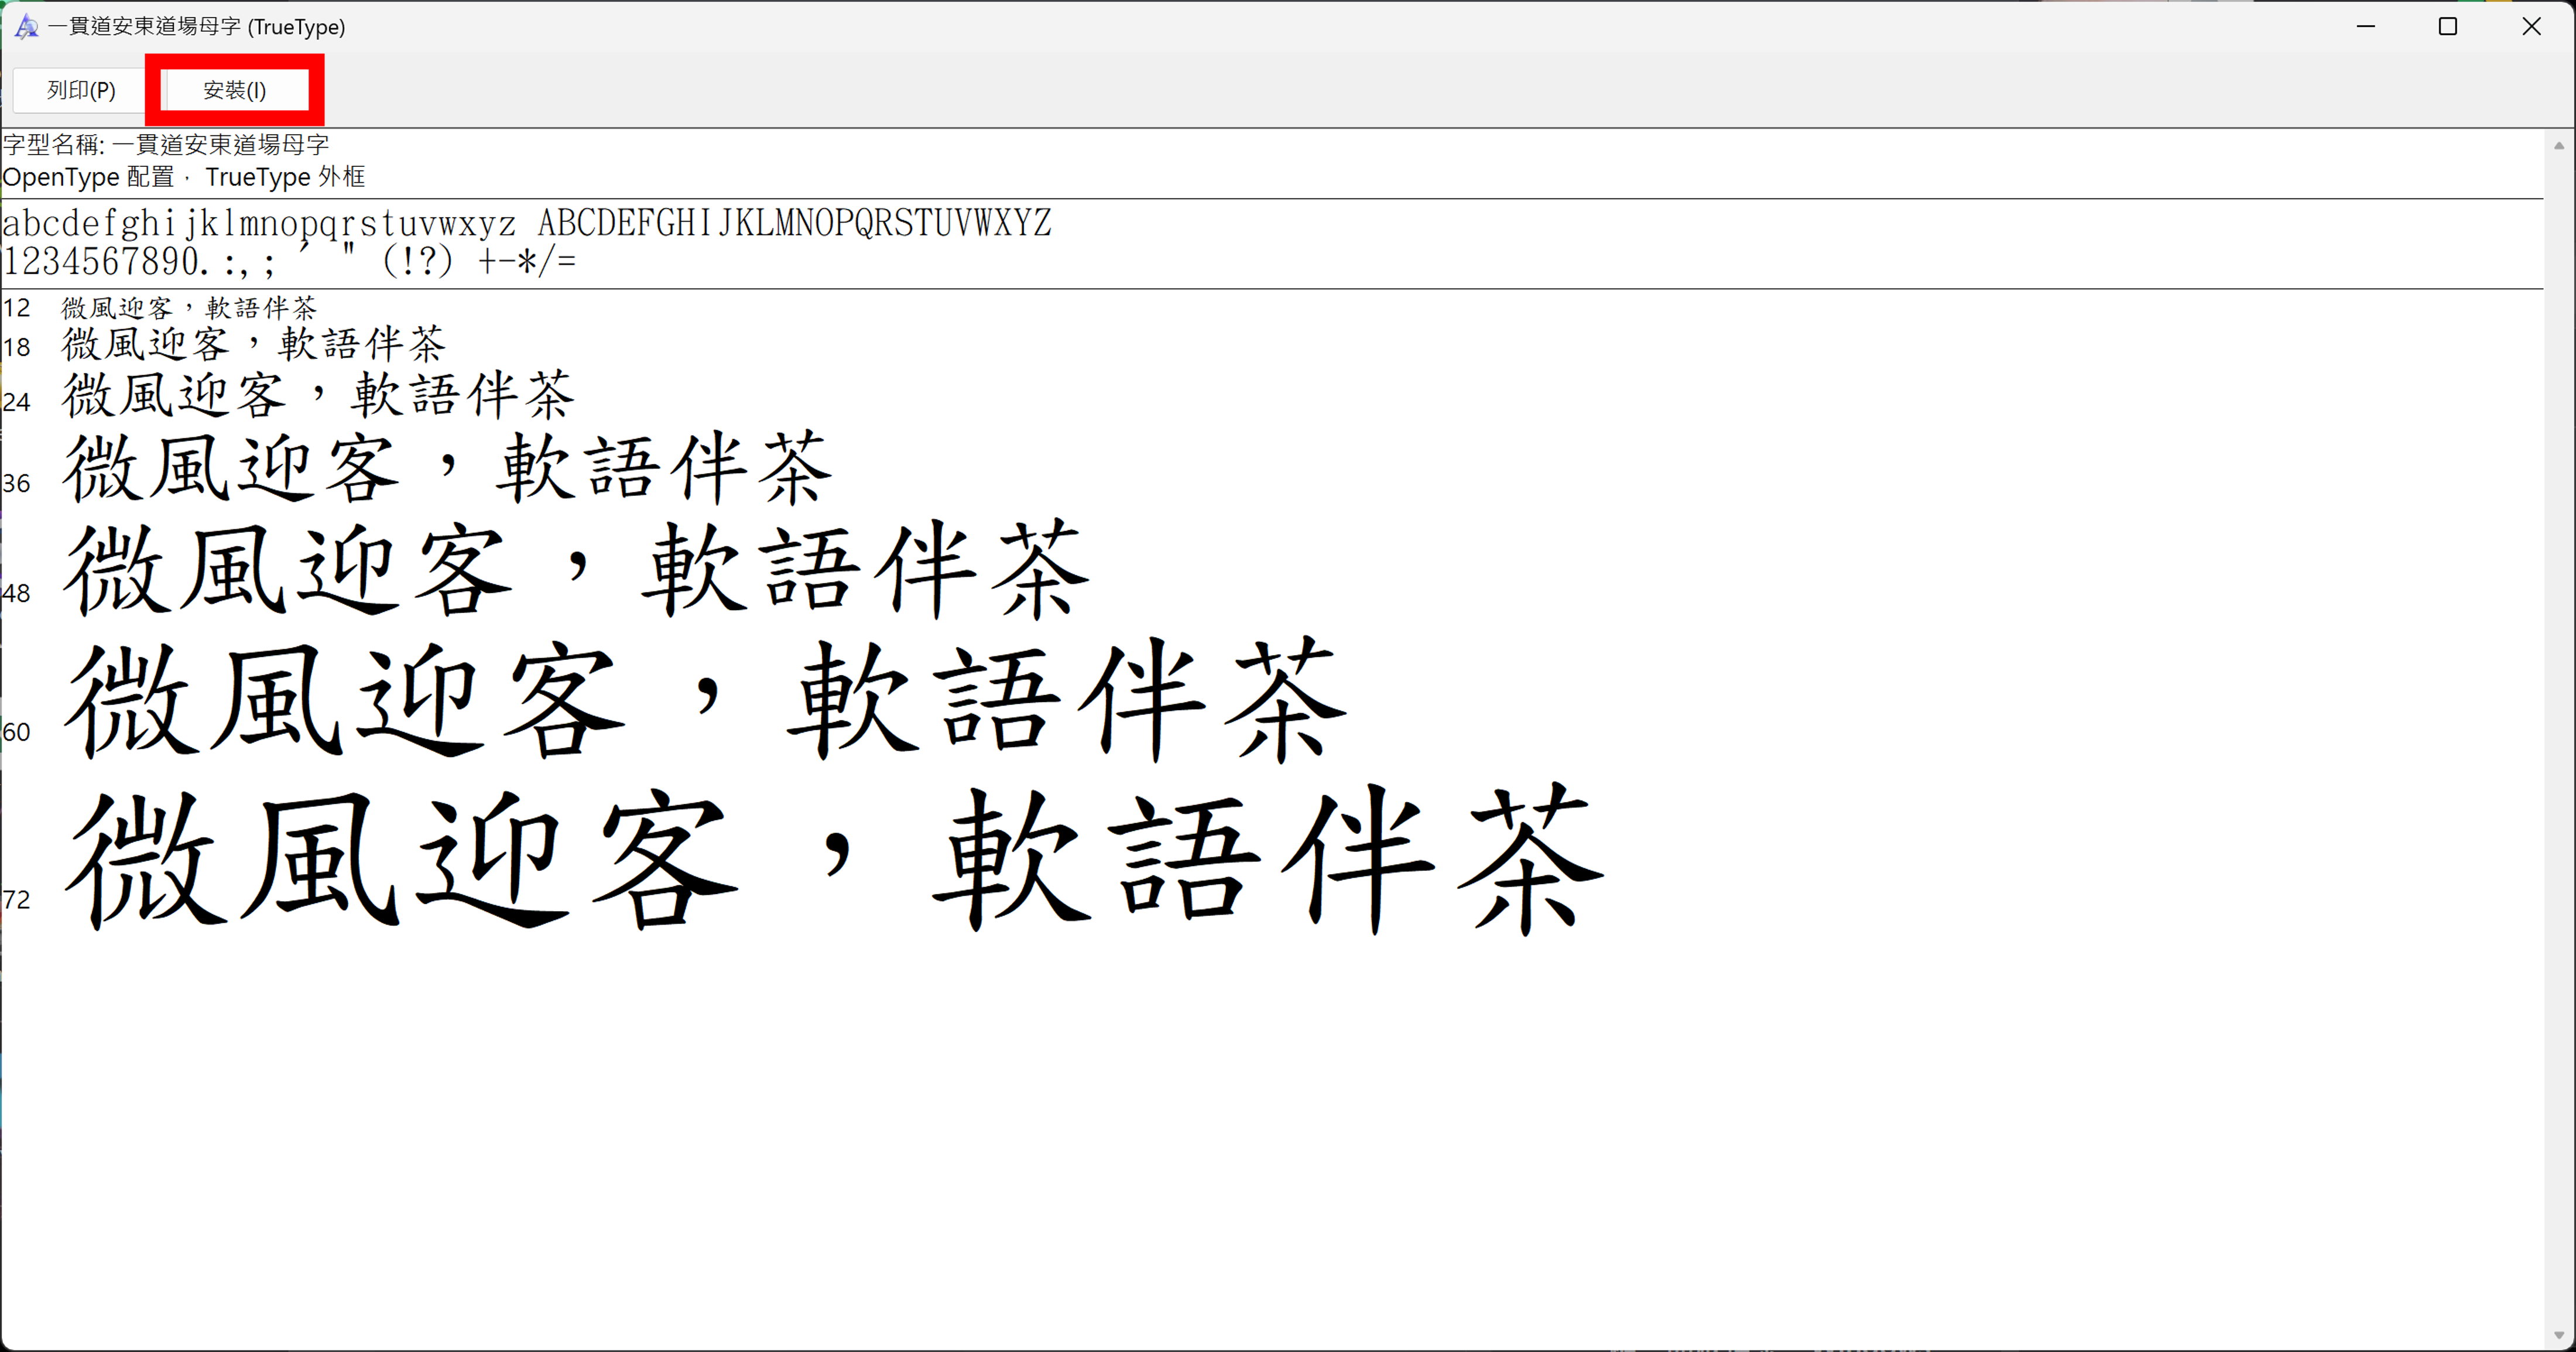 一貫道安東道場母字 (TrueType)
列印(P) 安裝(I)
字型名稱: 一貫道安東道場母字
OpenType 配置， TrueType 外框
abcdefghijklmnopqrstuvwxyz ABCDEFGHIJKLMNOPQRSTUVWXYZ
1234567890.:,; ′ " (!?) +-*/=
12 微風迎客，軟語伴茶
18 微風迎客，軟語伴茶
24 微風迎客，軟語伴茶
36 微風迎客，軟語伴茶
48 微風迎客，軟語伴茶
60 微風迎客，軟語伴茶
72 微風迎客，軟語伴茶